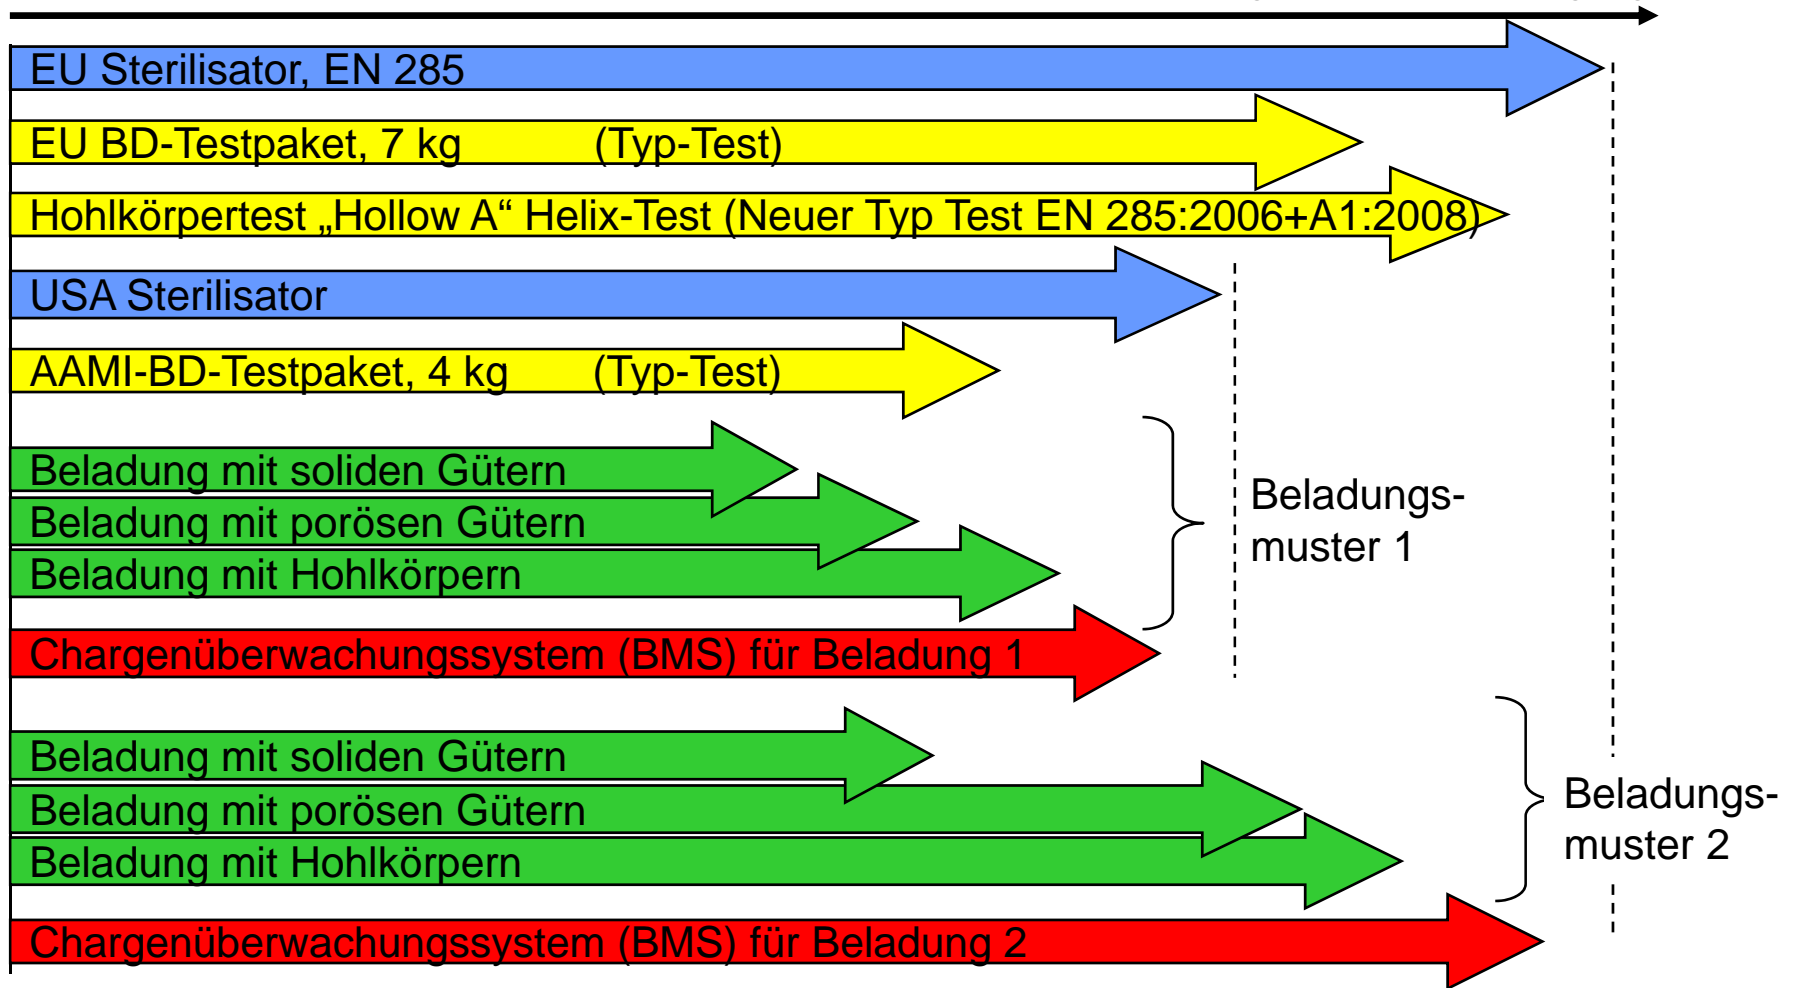 EU Sterilisator, EN 285
EU BD-Testpaket, 7 kg (Typ-Test)
Hohlkörpertest „Hollow A“ Helix-Test (Neuer Typ Test EN 285:2006+A1:2008)
USA Sterilisator
AAMI-BD-Testpaket, 4 kg (Typ-Test)
Beladung mit soliden Gütern
Beladung mit porösen Gütern
Beladung mit Hohlkörpern
Beladungs-
muster 1
Chargenüberwachungssystem (BMS) für Beladung 1
Beladung mit soliden Gütern
Beladung mit porösen Gütern
Beladung mit Hohlkörpern
Beladungs-
muster 2
Chargenüberwachungssystem (BMS) für Beladung 2